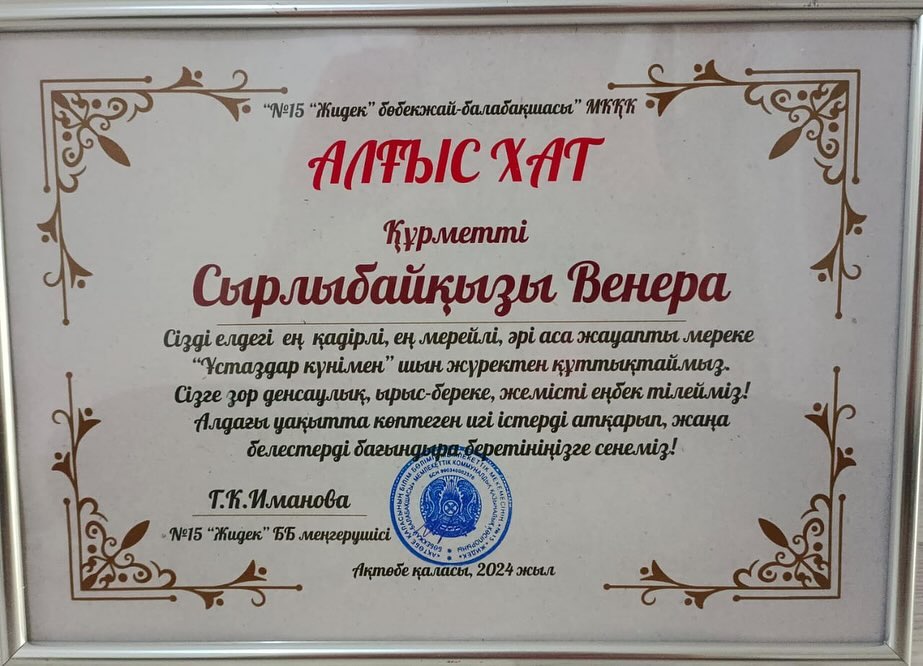 “№15 “Жидек” бөбекжай-балабақшасы” МКҚК
АЛҒЫС ХАТ
Құрметті
Сырлыбайқызы Венера
Сізді елдегі ең қадірлі, ең мерейлі, әрі аса жауапты мереке
“Ұстаздар күнімен” шын жүректен құттықтаймыз.
Сізге зор денсаулық, ырыс-береке, жемісті еңбек тілейміз!
Алдағы уақытта көптеген игі істерді атқарып, жаңа
белестерді бағындыра беретініңізге сенеміз!
Т.К.Иманова
№15 “Жидек” ББ меңгерушісі
Ақтөбе қаласы, 2024 жыл